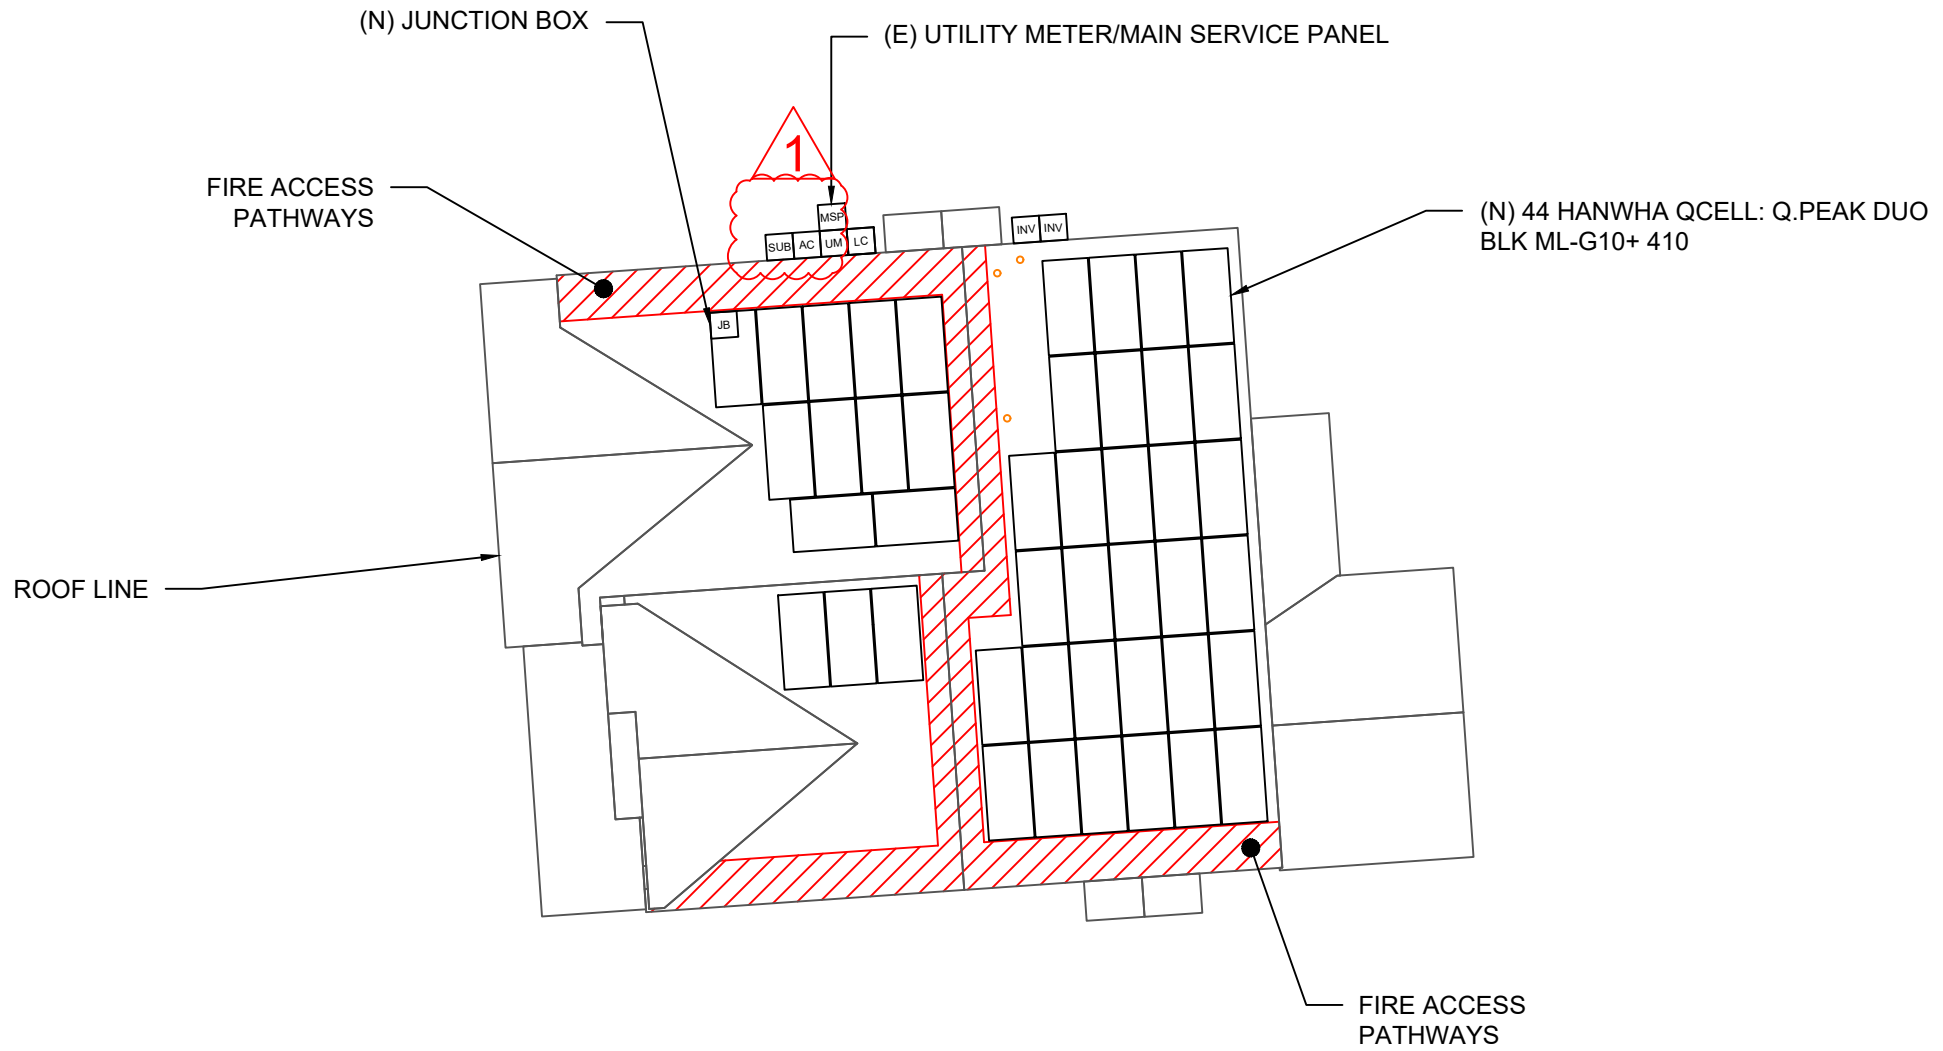 (N) JUNCTION BOX
(E) UTILITY METER/MAIN SERVICE PANEL
1
FIRE ACCESS
PATHWAYS
MSP
SUB AC UM LC
INV INV
(N) 44 HANWHA QCELL: Q.PEAK DUO
BLK ML-G10+ 410
JB
ROOF LINE
FIRE ACCESS
PATHWAYS